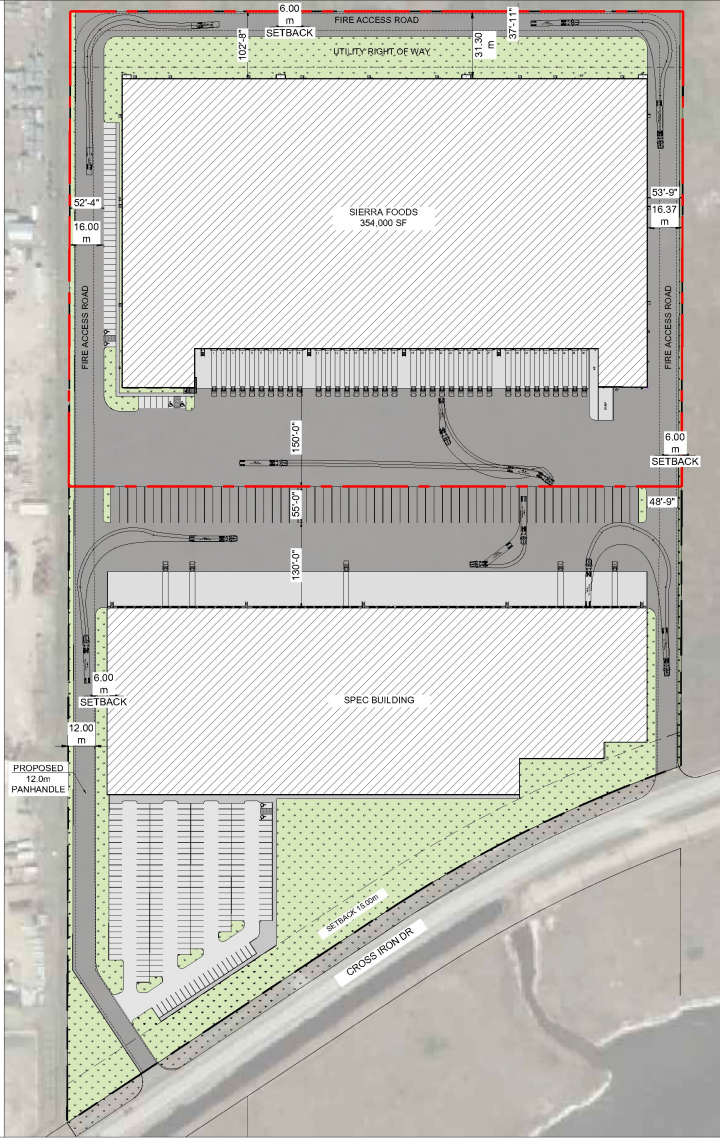 6.00
m
SETBACK
FIRE ACCESS ROAD
102'-8"
31.30
m
37'-11"
UTILITY RIGHT OF WAY
52'-4"
16.00
m
53'-9"
16.37
m
SIERRA FOODS
354,000 SF
FIRE ACCESS ROAD
FIRE ACCESS ROAD
150'-0"
6.00
m
SETBACK
55'-0"
48'-9"
130'-0"
6.00
m
SETBACK
SPEC BUILDING
12.00
m
PROPOSED
12.0m
PANHANDLE
SETBACK 15.00m
CROSS IRON DR